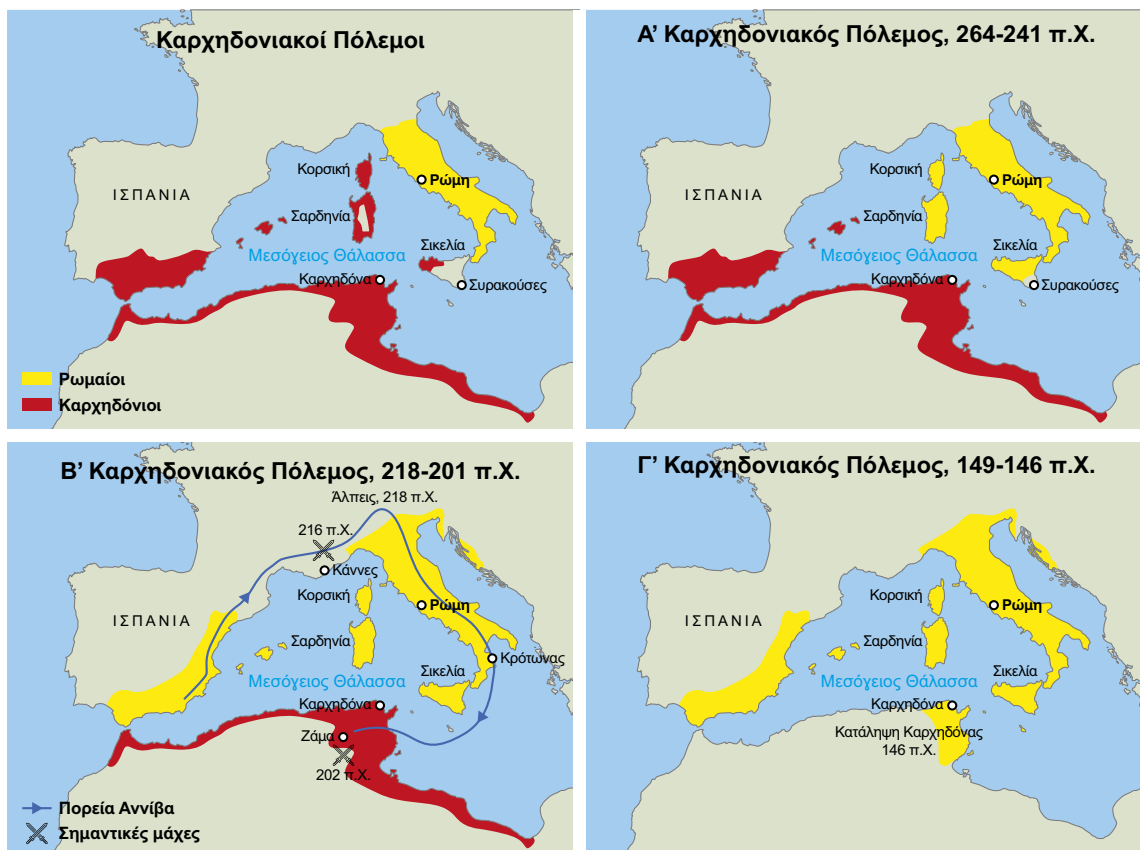 Καρχηδονιακοί Πόλεμοι
Κορσική
Ρώμη
ΙΣΠΑΝΙΑ
Σαρδηνία
Σικελία
Μεσόγειος Θάλασσα
Καρχηδόνα
Συρακούσες
Ρωμαίοι
Καρχηδόνιοι
Α’ Καρχηδονιακός Πόλεμος, 264-241 π.Χ.
Κορσική
Ρώμη
ΙΣΠΑΝΙΑ
Σαρδηνία
Σικελία
Μεσόγειος Θάλασσα
Καρχηδόνα
Συρακούσες
Β’ Καρχηδονιακός Πόλεμος, 218-201 π.Χ.
Άλπεις, 218 π.Χ.
216 π.Χ.
Κάννες
Κορσική
Ρώμη
ΙΣΠΑΝΙΑ
Σαρδηνία
Κρότωνας
Σικελία
Μεσόγειος Θάλασσα
Καρχηδόνα
Ζάμα
202 π.Χ.
Πορεία Αννίβα
Σημαντικές μάχες
Γ’ Καρχηδονιακός Πόλεμος, 149-146 π.Χ.
Κορσική
Ρώμη
ΙΣΠΑΝΙΑ
Σαρδηνία
Σικελία
Μεσόγειος Θάλασσα
Καρχηδόνα
Κατάληψη Καρχηδόνας
146 π.Χ.